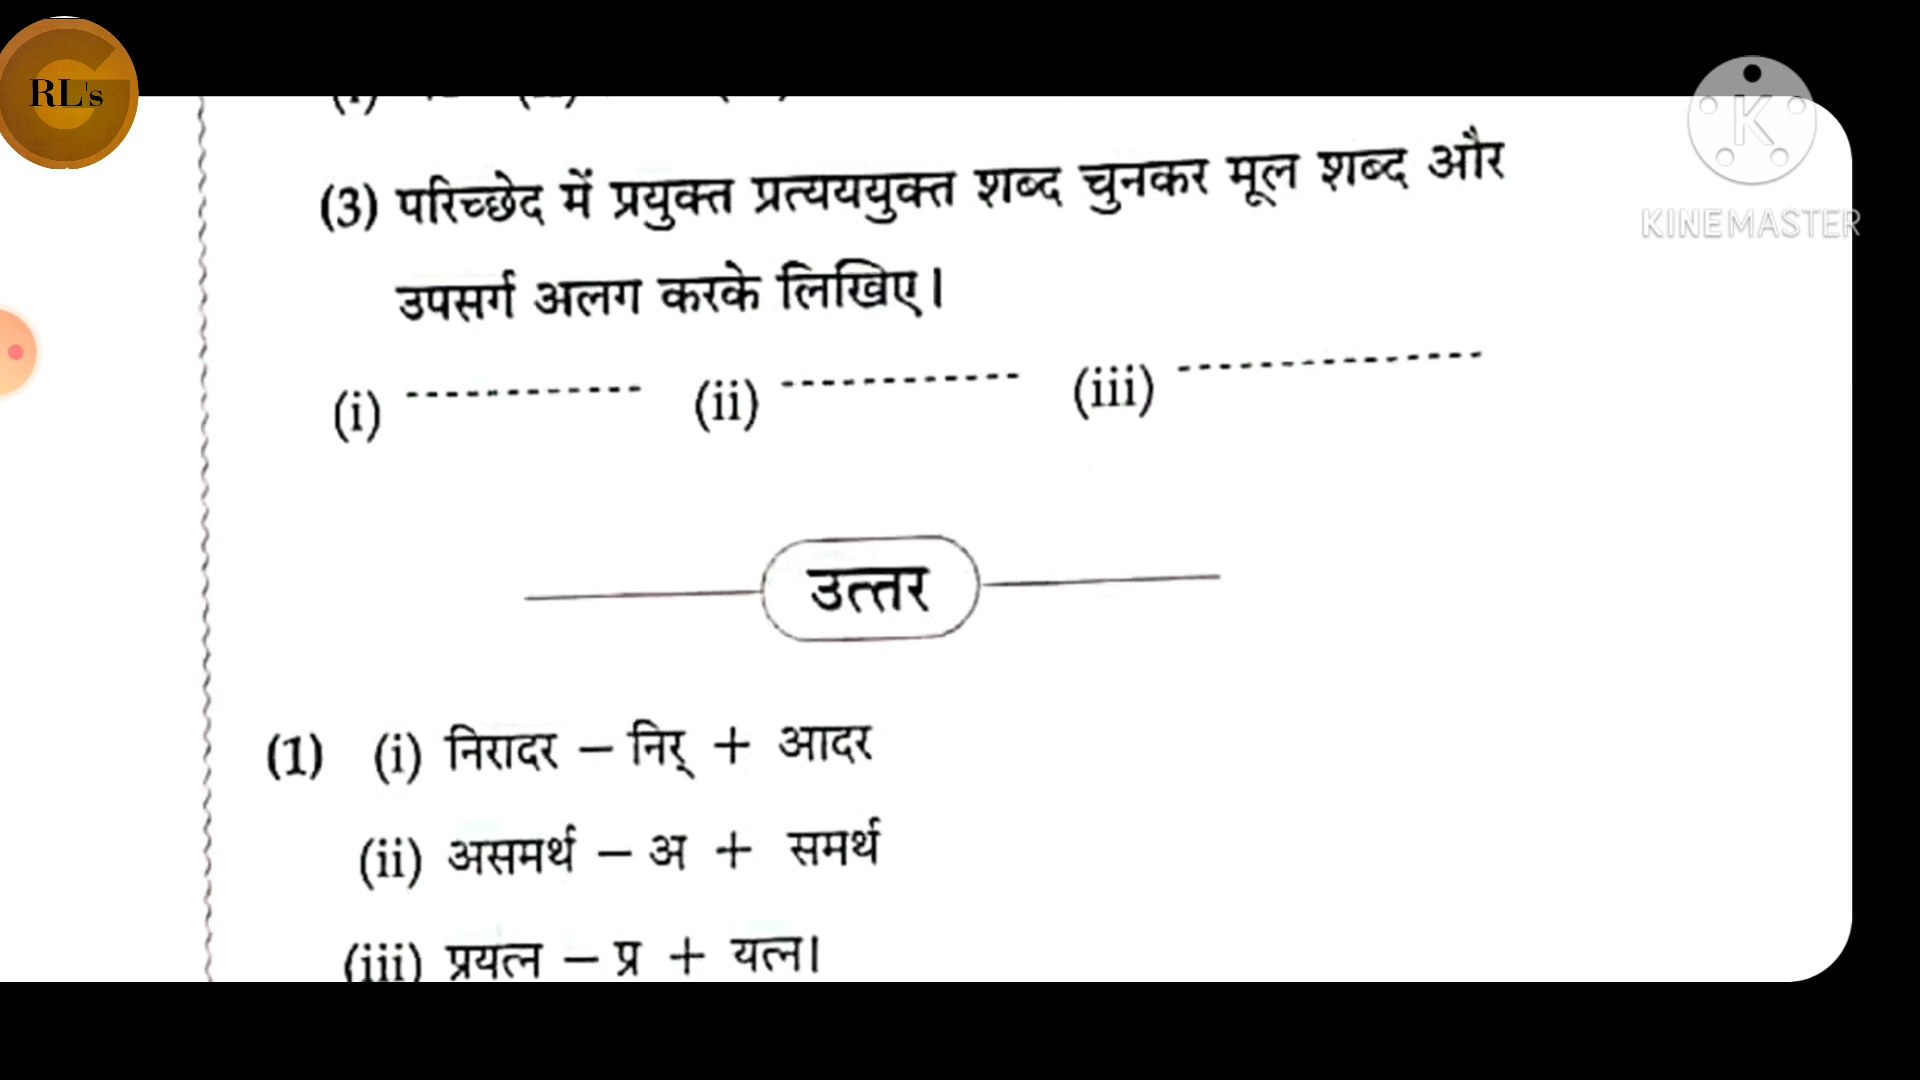 RL's
KINEMASTER
(3) परिच्छेद में प्रयुक्त प्रत्यययुक्त शब्द चुनकर मूल शब्द और
उपसर्ग अलग करके लिखिए।
(i) ------------ (ii) ------------ (iii) ---------------
उत्तर
(1) (i) निरादर – निर् + आदर
(ii) असमर्थ – अ + समर्थ
(iii) प्रयत्न – प्र + यत्न।